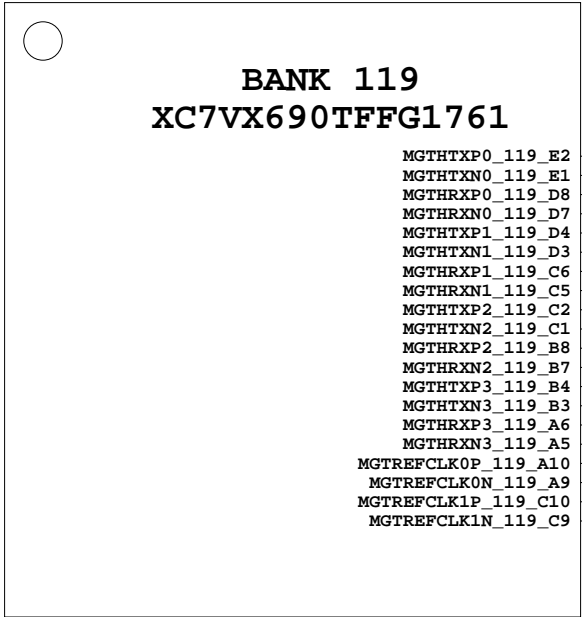 BANK 119
XC7VX690TFFG1761
MGTHTXP0_119_E2
MGTHTXN0_119_E1
MGTHRXP0_119_D8
MGTHRXN0_119_D7
MGTHTXP1_119_D4
MGTHTXN1_119_D3
MGTHRXP1_119_C6
MGTHRXN1_119_C5
MGTHTXP2_119_C2
MGTHTXN2_119_C1
MGTHRXP2_119_B8
MGTHRXN2_119_B7
MGTHTXP3_119_B4
MGTHTXN3_119_B3
MGTHRXP3_119_A6
MGTHRXN3_119_A5
MGTREFCLK0P_119_A10
MGTREFCLK0N_119_A9
MGTREFCLK1P_119_C10
MGTREFCLK1N_119_C9